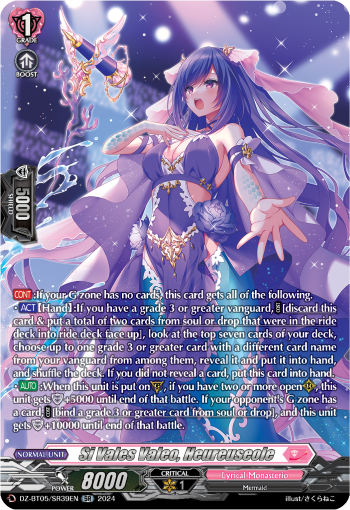 1
GRADE
BOOST
5000
SHIELD
CONT:If your G zone has no cards, this card gets all of the following.
・ACT【Hand】:If you have a grade 3 or greater vanguard, [discard this
card & put a total of two cards from soul or drop that were in the ride
deck into ride deck face up], look at the top seven cards of your deck,
choose up to one grade 3 or greater card with a different card name
from your vanguard from among them, reveal it and put it into hand,
and shuffle the deck. If you did not reveal a card, put this card into hand.
・AUTO:When this unit is put on, if you have two or more open, this
unit gets +5000 until end of that battle. If your opponent's G zone has
a card, [bind a grade 3 or greater card from soul or drop], and this unit
gets +10000 until end of that battle.
NORMAL UNIT
Si Vales Valeo, Heureuseole
POWER
8000
CRITICAL
1
Lyrical Monasterio
Mermaid
D-DZ-BT05/SR39EN SR 2024
illust/さくらねこ